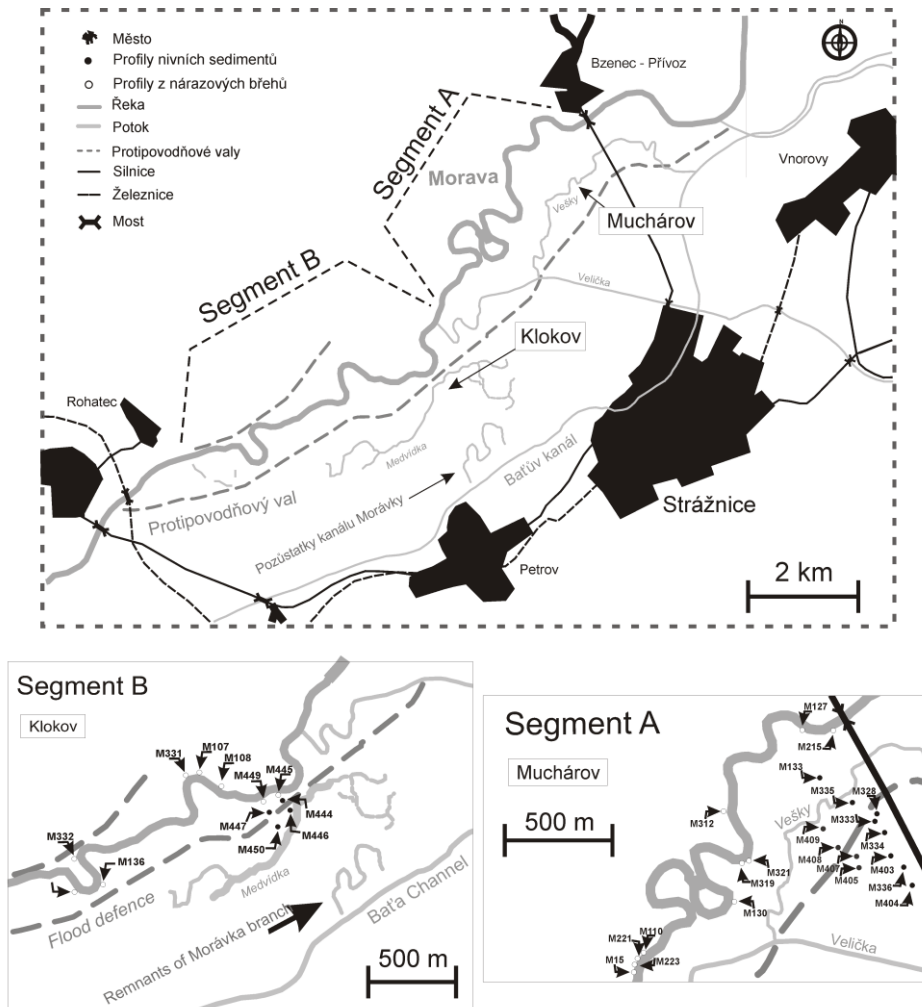 Město
Profily nivních sedimentů
Profily z nárazových břehů
Řeka
Potok
Protipovodňové valy
Silnice
Železnice
Most
N
Bzenec - Přívoz
Vnorovy
Segment A
Morava
Vešky
Muchárov
Segment B
Velička
Klokov
Rohatec
Medvídka
Baťův kanál
Protipovodňový val
Pozůstatky kanálu Morávky
Strážnice
Petrov
2 km
Segment B
Klokov
M331
M107
M108
M449
M445
M444
M447
M446
M450
M332
M136
Medvídka
Flood defence
Remnants of Morávka branch
Baťa Channel
500 m
Segment A
Muchárov
500 m
M127
M215
M133
M335
M328
Vešky
M333
M312
M409
M334
M408
M407
M403
M405
M321
M319
M336
M404
M130
M110
M221
M223
M15
Velička